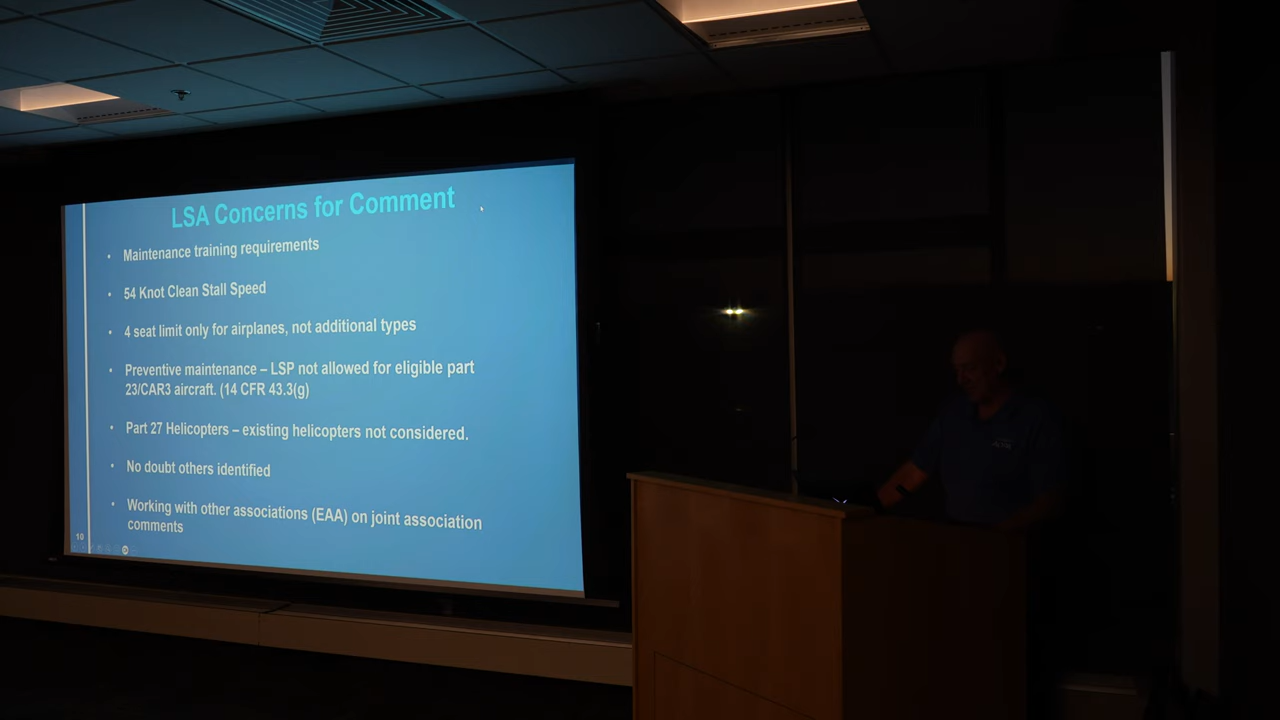 LSA Concerns for Comment
• Maintenance training requirements
• 54 Knot Clean Stall Speed
• 4 seat limit only for airplanes, not additional types
• Preventive maintenance – LSP not allowed for eligible part
23/CAR3 aircraft. (14 CFR 43.3(g)
• Part 27 Helicopters – existing helicopters not considered.
• No doubt others identified
• Working with other associations (EAA) on joint association
comments
10